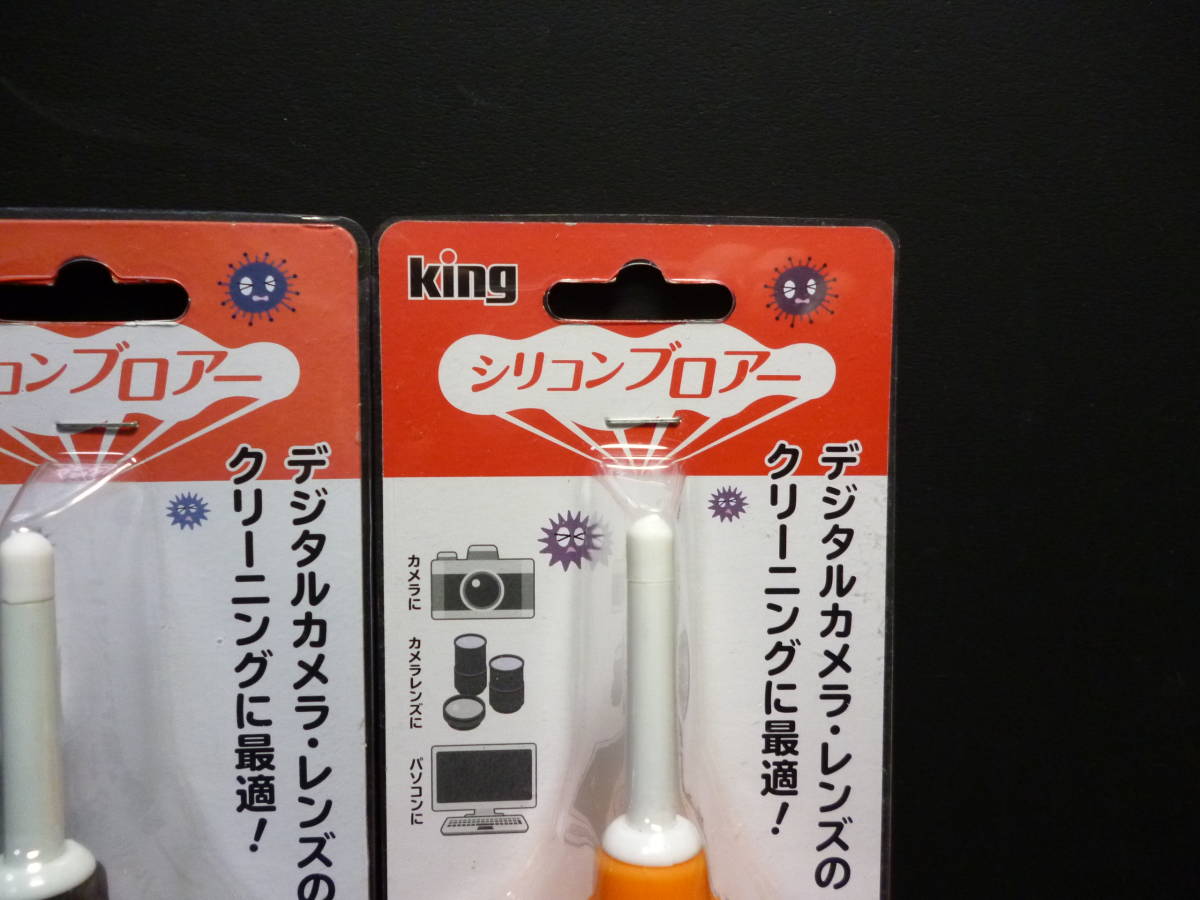 コンブロアー
デジタルカメラ・レンズの
クリーニングに最適!
king
シリコンブロアー
デジタルカメラ・レンズの
クリーニングに最適!
カメラに
カメラレンズに
パソコンに